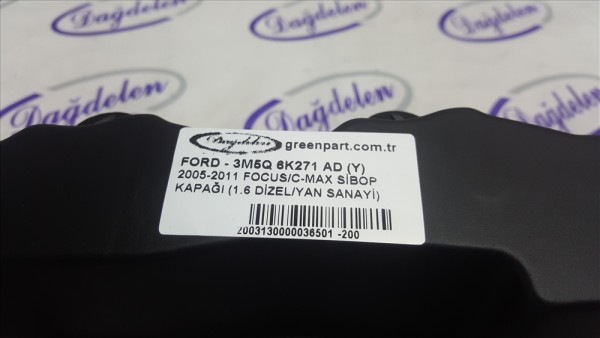 Dağdelen
Dağdelen
Dağdelen
Dağdelen
Dağdelen greenpart.com.tr
FORD - 3M5Q 6K271 AD (Y)
2005-2011 FOCUS/C-MAX SİBOP
KAPAĞI (1.6 DİZEL/YAN SANAYİ)
2003130000036501 -200